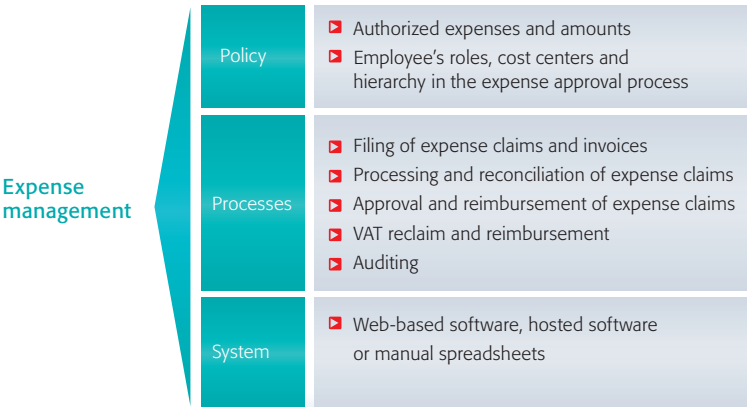 Expense
management
Policy
Authorized expenses and amounts
Employee's roles, cost centers and
hierarchy in the expense approval process
Processes
Filing of expense claims and invoices
Processing and reconciliation of expense claims
Approval and reimbursement of expense claims
VAT reclaim and reimbursement
Auditing
System
Web-based software, hosted software
or manual spreadsheets